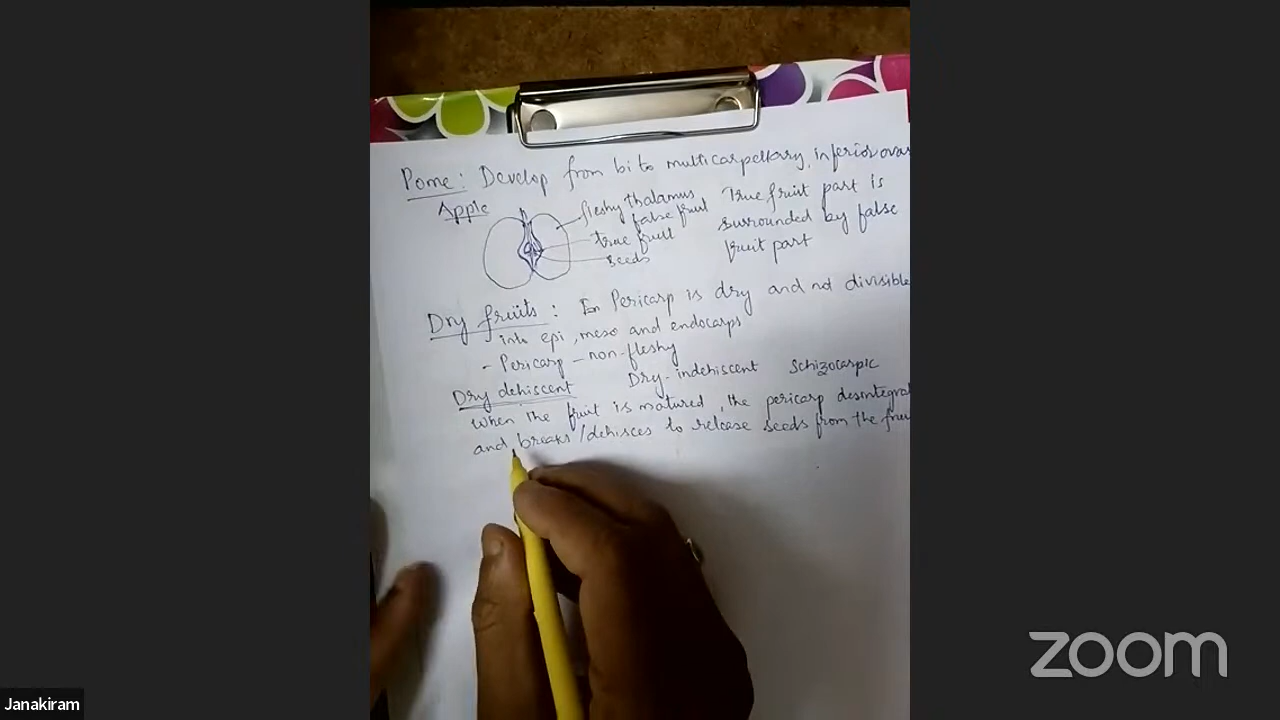 Pome: Develop from bi to multicarpellary, inferior ovar
Apple
fleshy thalamus
false fruit
true fruit
seeds
True fruit part is
surrounded by false
fruit part
Dry fruits: Pericarp is dry and not divisible
into epi, meso and endocarps
- Pericarp - non-fleshy
Dry dehiscent Dry-indehiscent Schizocarpic
When the fruit is matured, the pericarp desintegrat
and breaks/dehisces to release seeds from the frui
zoom
Janakiram